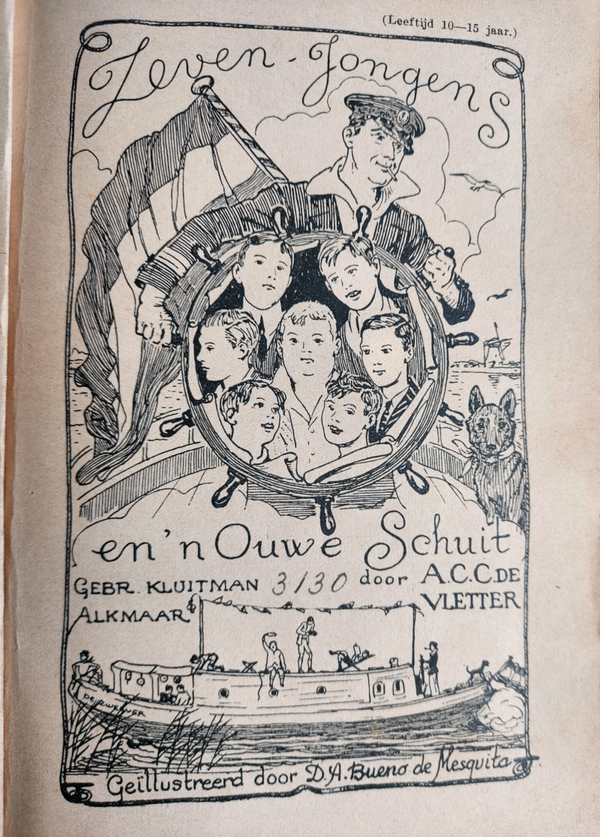 (Leeftijd 10—15 jaar.)
Zeven-Jongens
en 'n Ouwe Schuit
GEBR. KLUITMAN 3130 door A.C.C. DE
ALKMAAR VLETTER
Geïllustreerd door D.A. Bueno de Mesquita